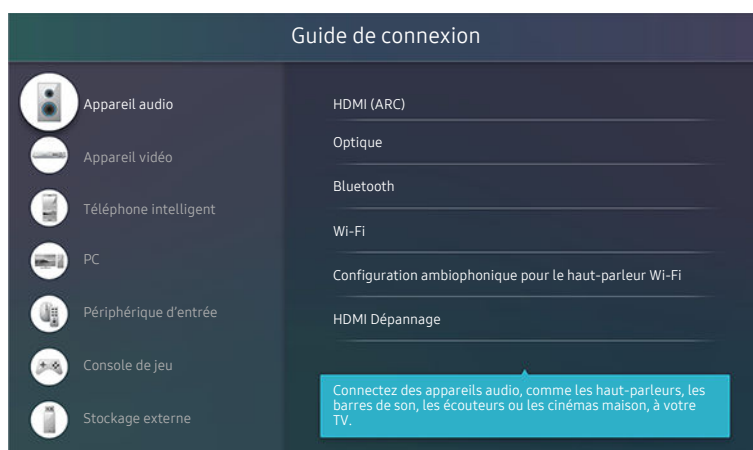 Guide de connexion
Appareil audio
Appareil vidéo
Téléphone intelligent
PC
Périphérique d'entrée
Console de jeu
Stockage externe
HDMI (ARC)
Optique
Bluetooth
Wi-Fi
Configuration ambiophonique pour le haut-parleur Wi-Fi
HDMI Dépannage
Connectez des appareils audio, comme les haut-parleurs, les
barres de son, les écouteurs ou les cinémas maison, à votre
TV.